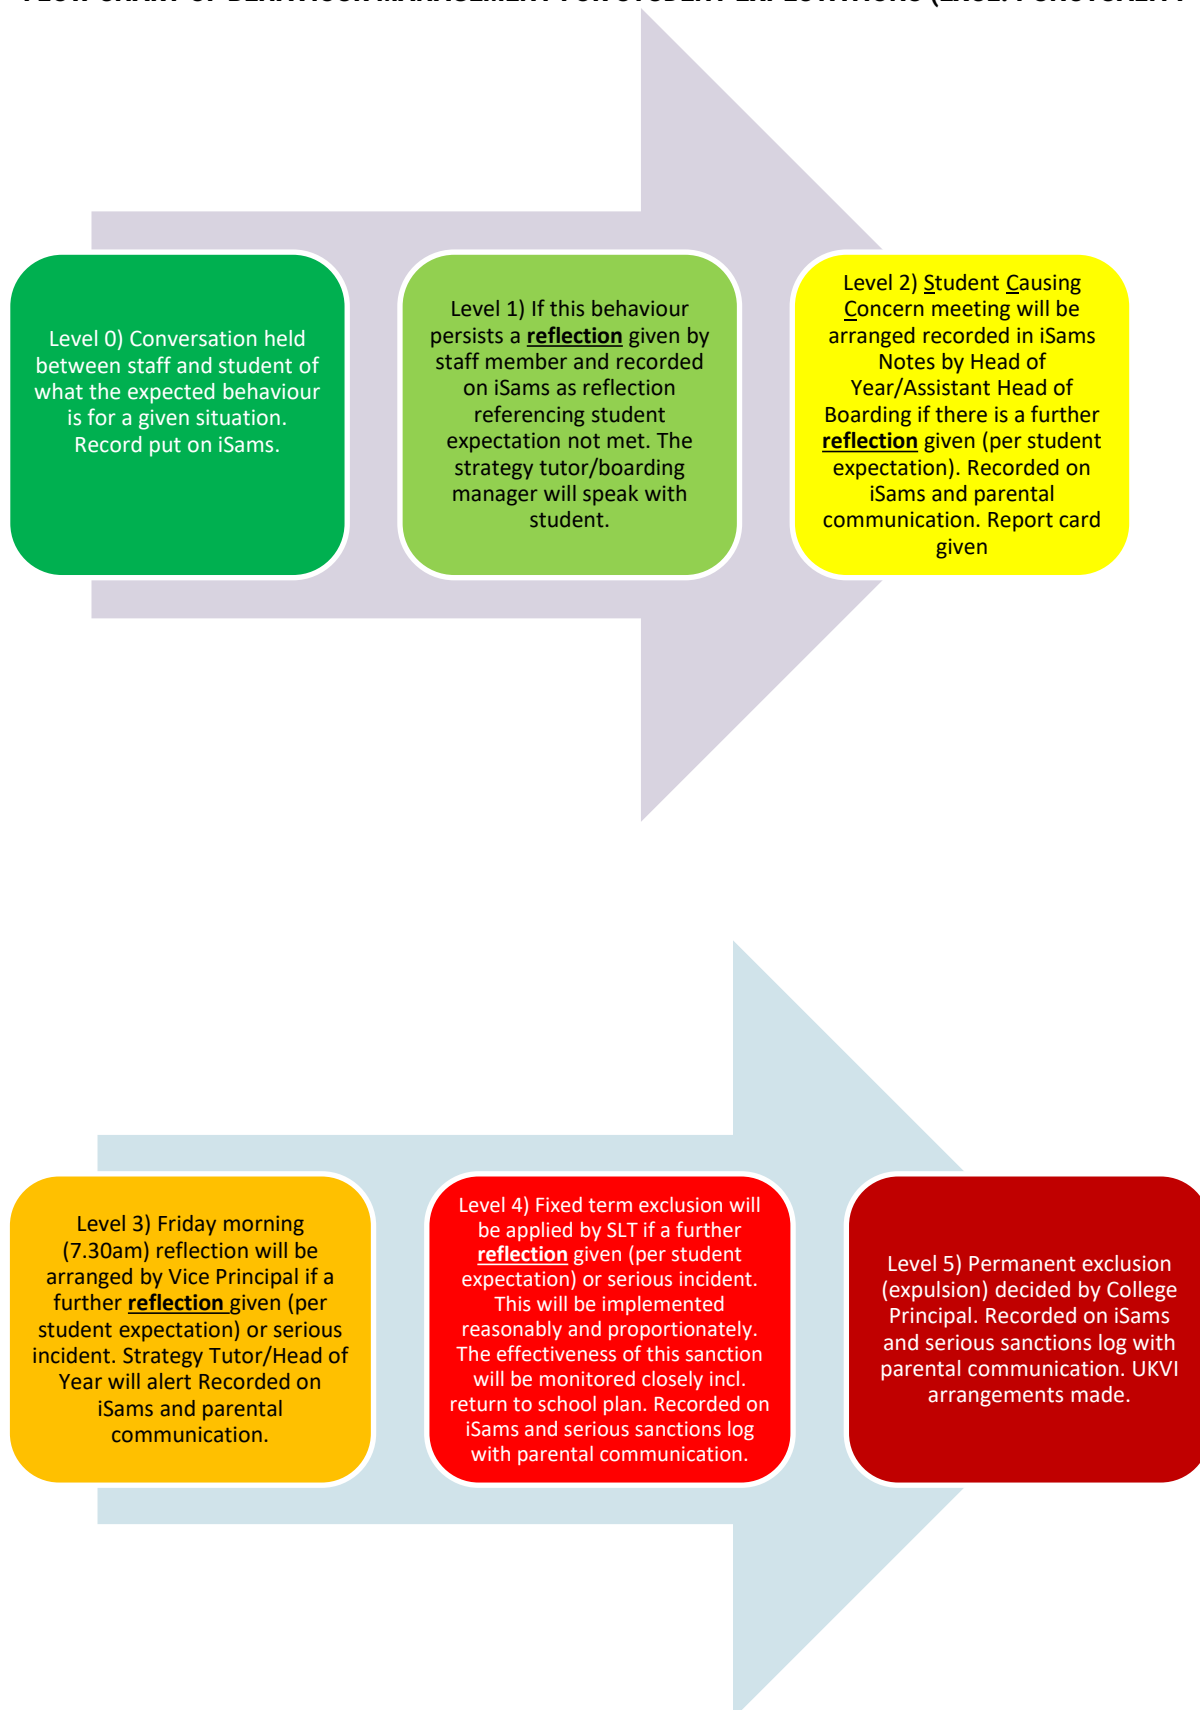 Level 0) Conversation held
between staff and student of
what the expected behaviour
is for a given situation.
Record put on iSams.
Level 1) If this behaviour
persists a reflection given by
staff member and recorded
on iSams as reflection
referencing student
expectation not met. The
strategy tutor/boarding
manager will speak with
student.
Level 2) Student Causing
Concern meeting will be
arranged recorded in iSams
Notes by Head of
Year/Assistant Head of
Boarding if there is a further
reflection given (per student
expectation). Recorded on
iSams and parental
communication. Report card
given
Level 3) Friday morning
(7.30am) reflection will be
arranged by Vice Principal if a
further reflection given (per
student expectation) or serious
incident. Strategy Tutor/Head of
Year will alert Recorded on
iSams and parental
communication.
Level 4) Fixed term exclusion will
be applied by SLT if a further
reflection given (per student
expectation) or serious incident.
This will be implemented
reasonably and proportionately.
The effectiveness of this sanction
will be monitored closely incl.
return to school plan. Recorded on
iSams and serious sanctions log
with parental communication.
Level 5) Permanent exclusion
(expulsion) decided by College
Principal. Recorded on iSams
and serious sanctions log with
parental communication. UKVI
arrangements made.